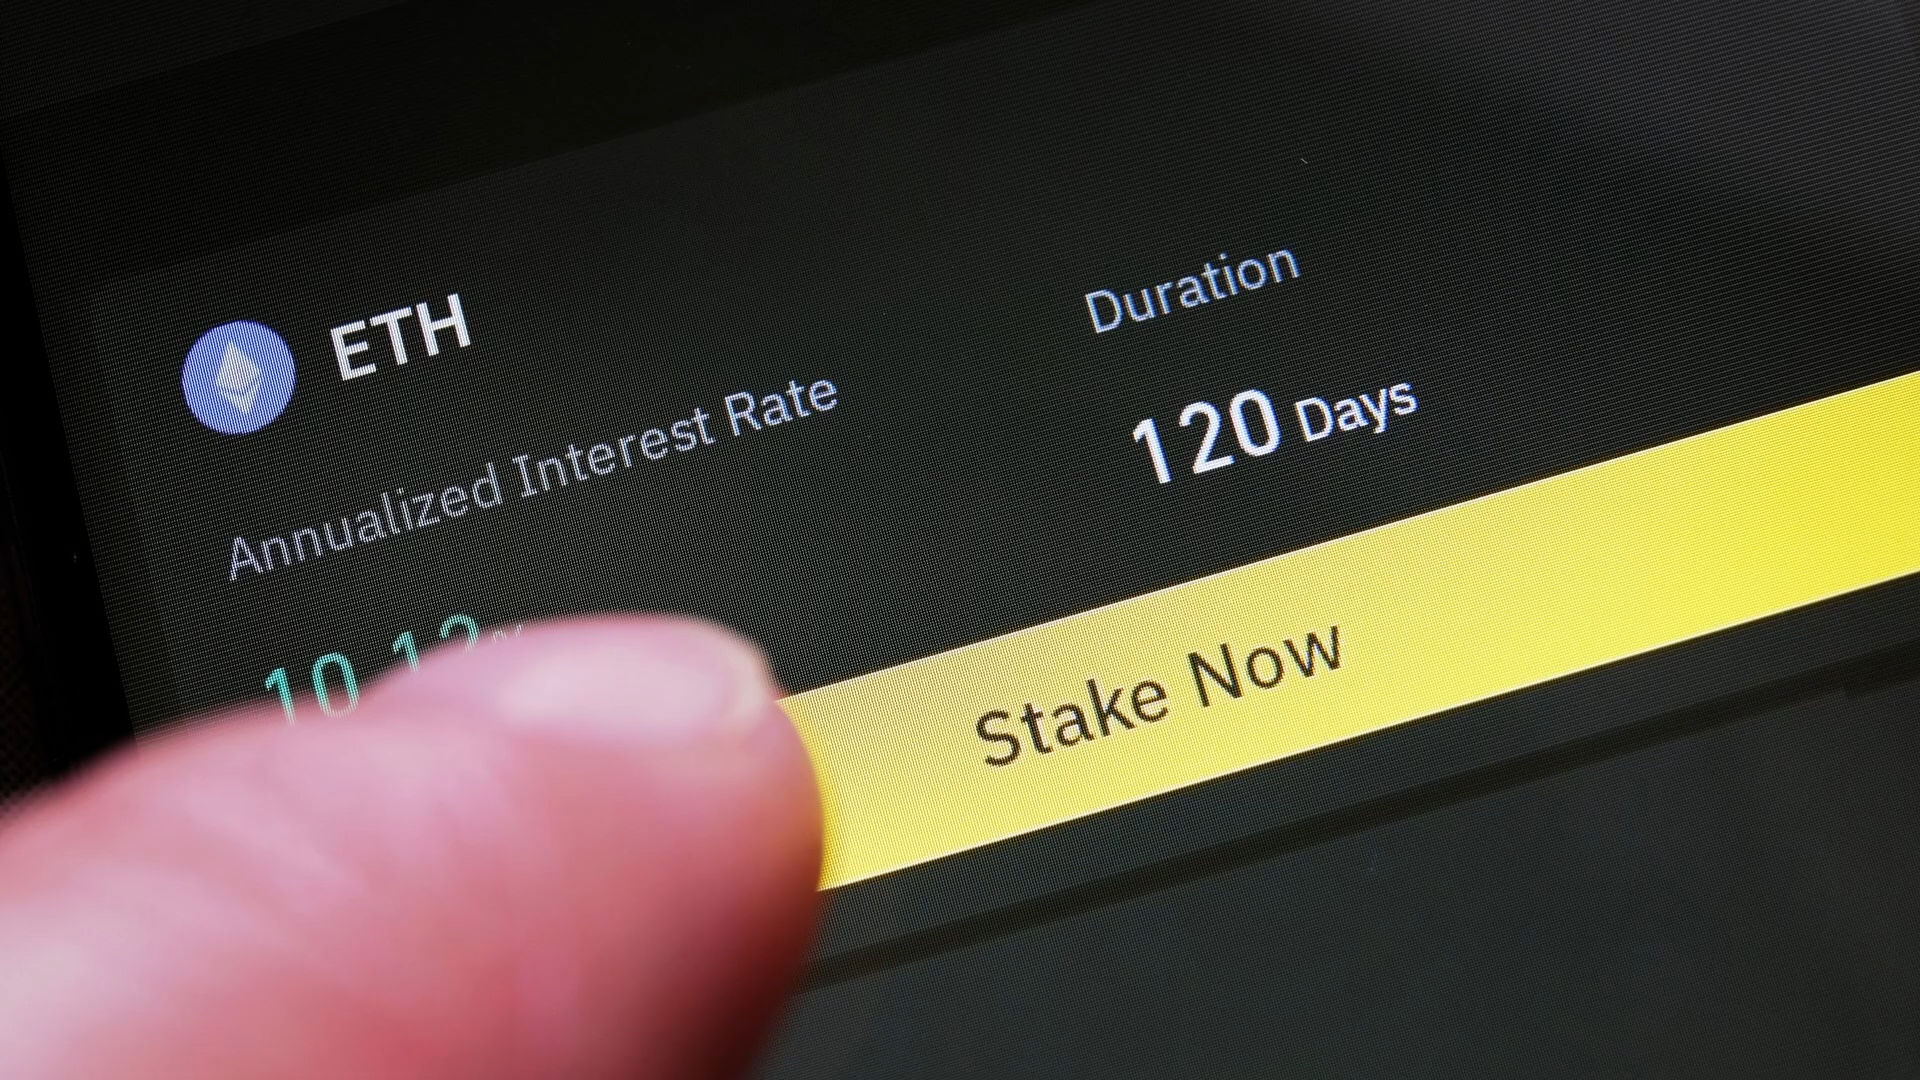 ETH
Annualized Interest Rate
Duration
120 Days
Stake Now